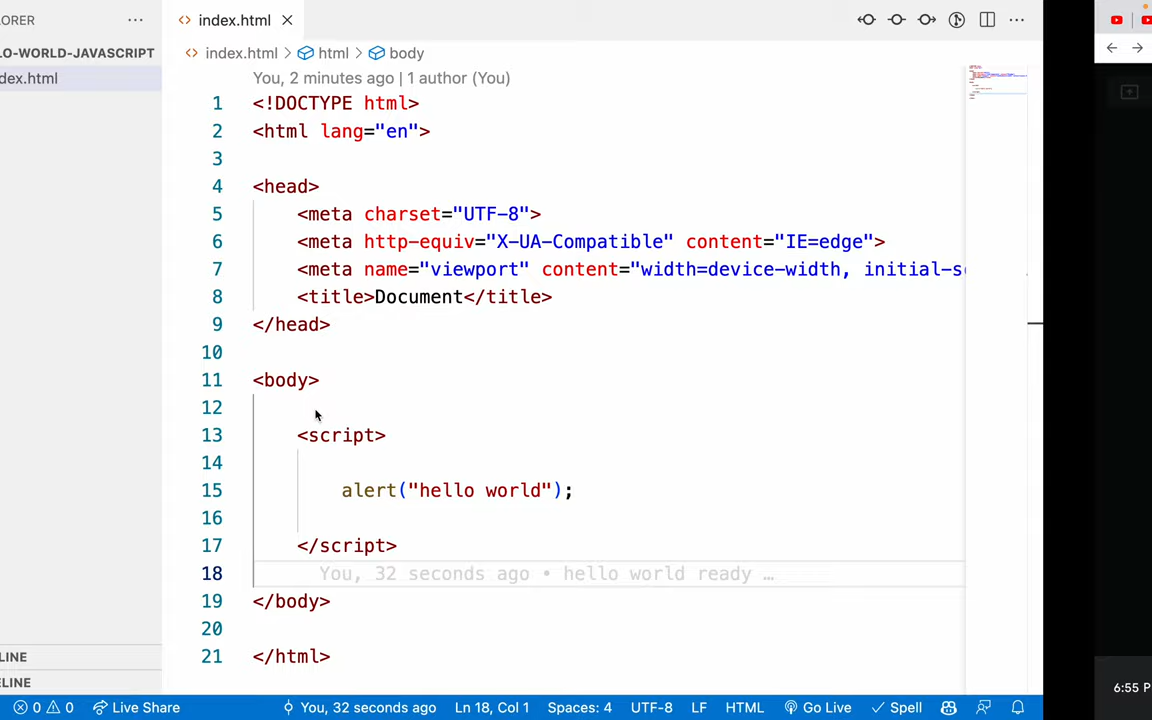 LORER
index.html
LO-WORLD-JAVASCRIPT
dex.html
index.html > html > body
You, 2 minutes ago | 1 author (You)
1 <!DOCTYPE html>
2 <html lang="en">
3
4 <head>
5 <meta charset="UTF-8">
6 <meta http-equiv="X-UA-Compatible" content="IE=edge">
7 <meta name="viewport" content="width=device-width, initial-s
8 <title>Document</title>
9 </head>
10
11 <body>
12
13 <script>
14
15 alert("hello world");
16
17 </script>
18 You, 32 seconds ago • hello world ready …
19 </body>
20
21 </html>
LINE
ELINE
0 0 Live Share You, 32 seconds ago Ln 18, Col 1 Spaces: 4 UTF-8 LF HTML Go Live Spell
6:55 P